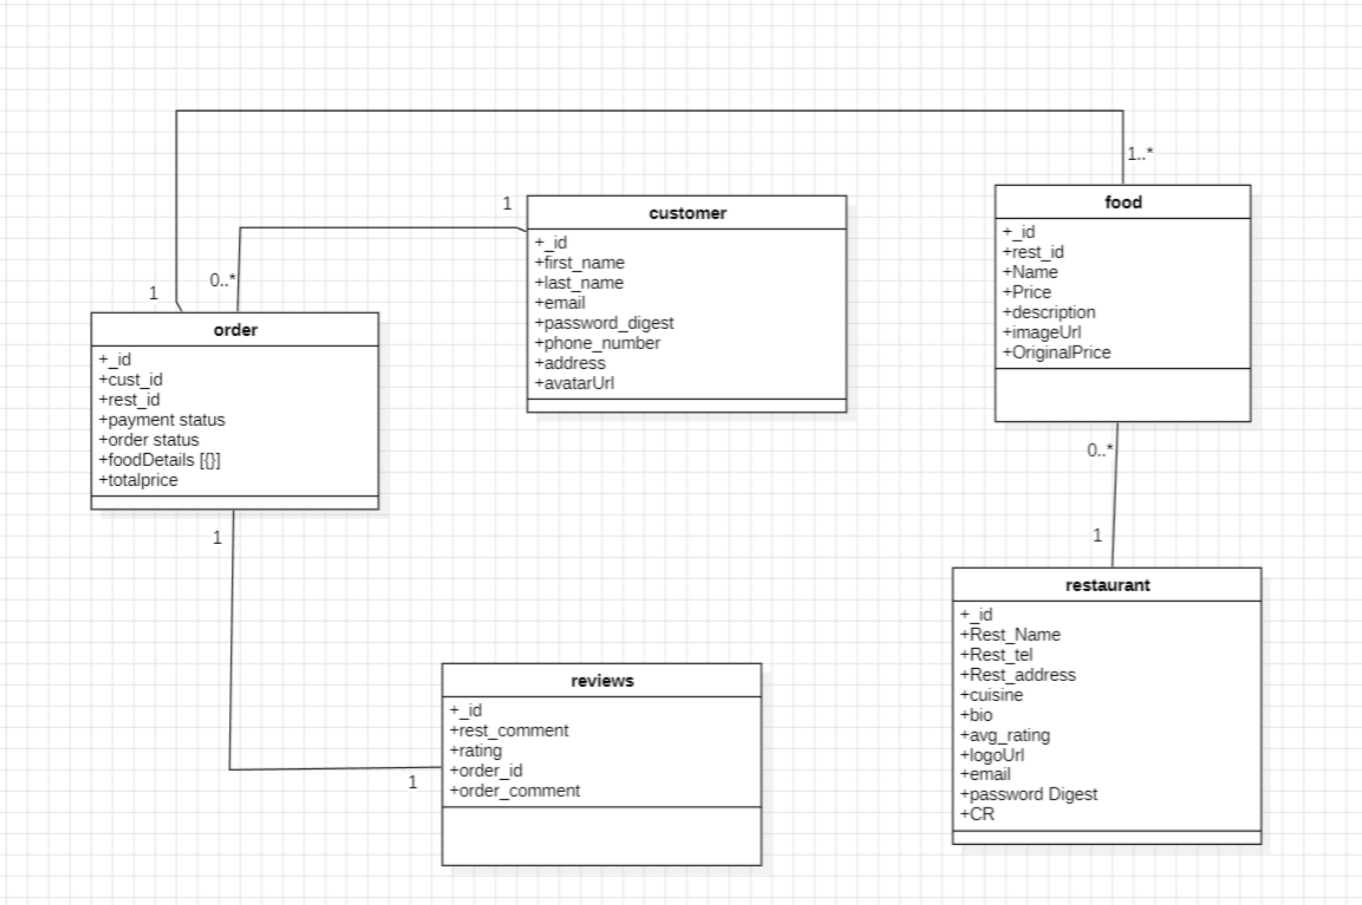 1..*
food
+_id
+rest_id
+Name
+Price
+description
+imageUrl
+OriginalPrice
1
customer
+_id
+first_name
+last_name
+email
+password_digest
+phone_number
+address
+avatarUrl
0..*
1
order
+_id
+cust_id
+rest_id
+payment status
+order status
+foodDetails [{}]
+totalprice
0..*
1
1
restaurant
+_id
+Rest_Name
+Rest_tel
+Rest_address
+cuisine
+bio
+avg_rating
+logoUrl
+email
+password Digest
+CR
reviews
+_id
+rest_comment
+rating
+order_id
+order_comment
1